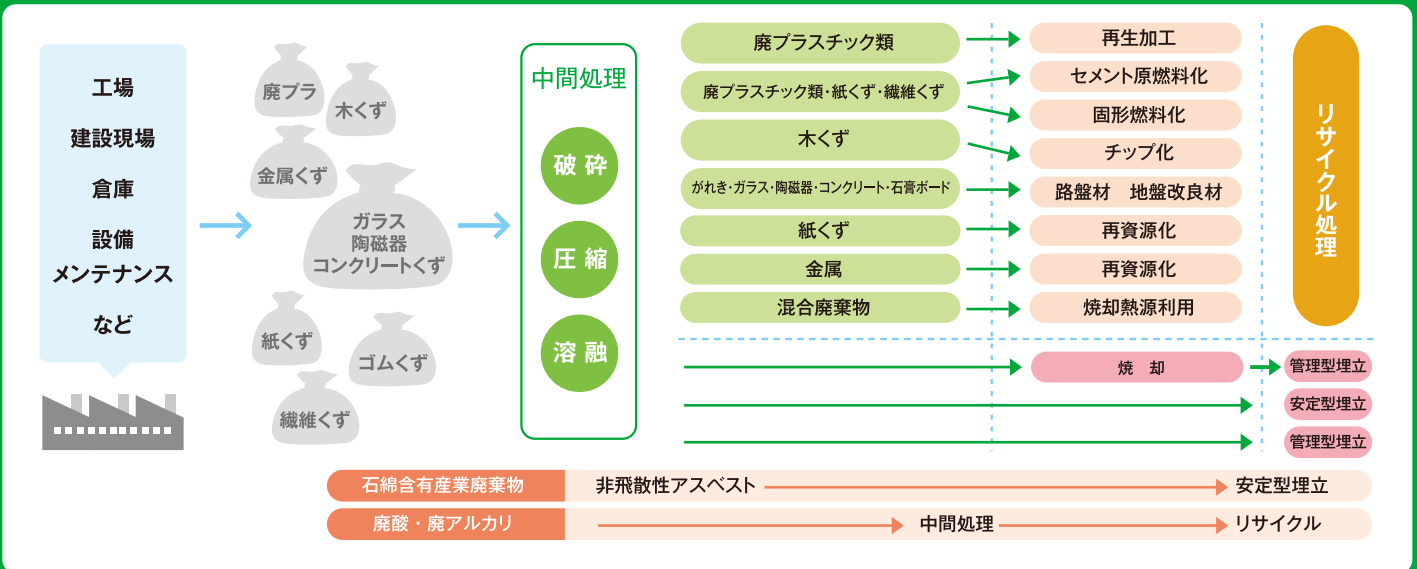 工場
建設現場
倉庫
設備
メンテナンス
など
廃プラ
木くず
金属くず
ガラス
陶磁器
コンクリートくず
紙くず
ゴムくず
繊維くず
中間処理
破砕
圧縮
溶融
廃プラスチック類
再生加工
廃プラスチック類・紙くず・繊維くず
セメント原燃料化
固形燃料化
木くず
チップ化
がれき・ガラス・陶磁器・コンクリート・石膏ボード
路盤材　地盤改良材
紙くず
再資源化
金属
再資源化
混合廃棄物
焼却熱源利用
リサイクル処理
焼　却
管理型埋立
安定型埋立
管理型埋立
石綿含有産業廃棄物
非飛散性アスベスト
安定型埋立
廃酸・廃アルカリ
中間処理
リサイクル